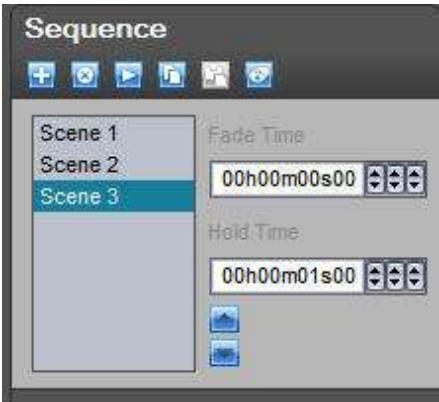 Sequence
Scene 1
Scene 2
Scene 3
Fade Time
00h00m00s00
Hold Time
00h00m01s00